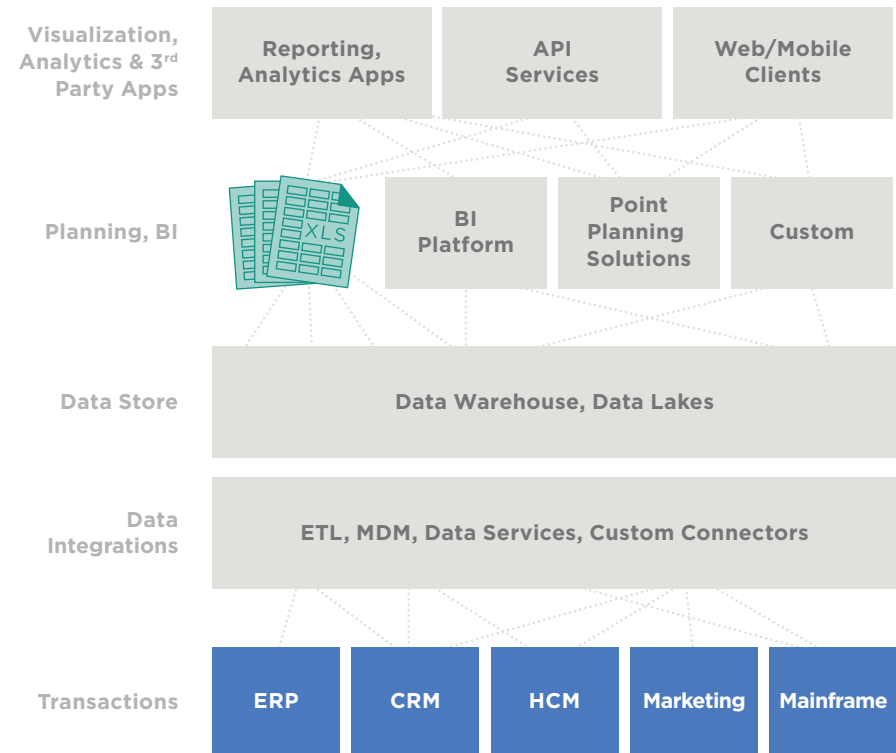 Visualization,
Analytics & 3rd
Party Apps
Reporting,
Analytics Apps
API
Services
Web/Mobile
Clients
Planning, BI
XLS
BI
Platform
Point
Planning
Solutions
Custom
Data Store
Data Warehouse, Data Lakes
Data
Integrations
ETL, MDM, Data Services, Custom Connectors
Transactions
ERP
CRM
HCM
Marketing
Mainframe